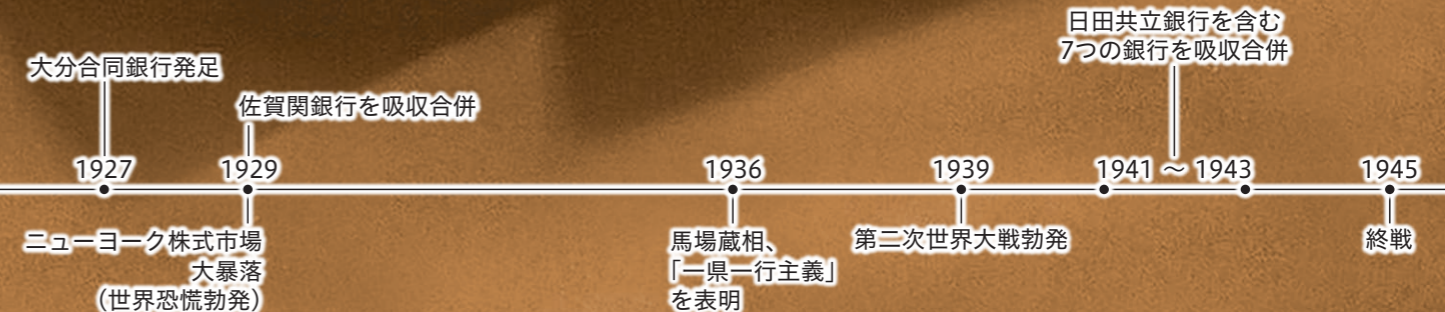 日田共立銀行を含む
7つの銀行を吸収合併
大分合同銀行発足
佐賀関銀行を吸収合併
1927
1929
1936
1939
1941 ～ 1943
1945
ニューヨーク株式市場
大暴落
（世界恐慌勃発）
馬場蔵相、
「一県一行主義」
を表明
第二次世界大戦勃発
終戦